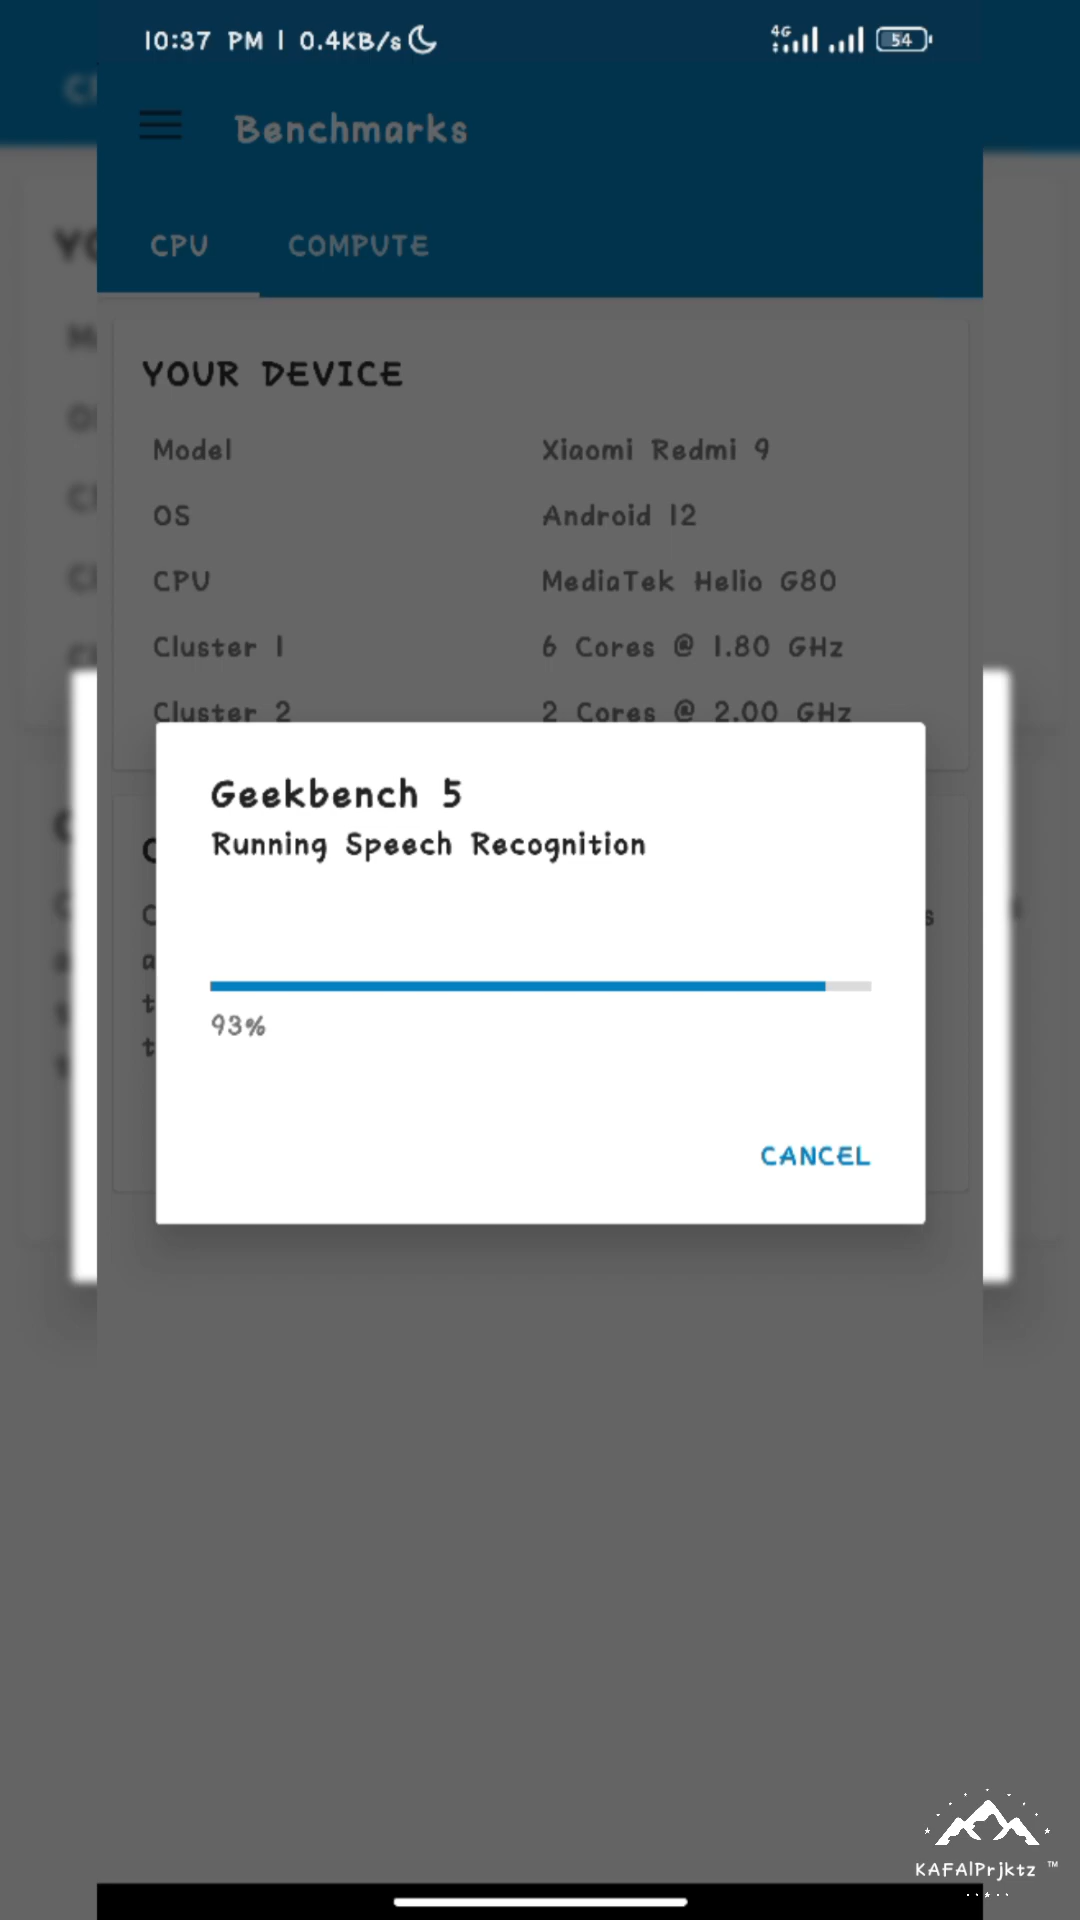 10:37 PM | 0.4KB/s 4G 54
Benchmarks
CPU COMPUTE
YOUR DEVICE
Model Xiaomi Redmi 9
OS Android 12
CPU MediaTek Helio G80
Cluster 1 6 Cores @ 1.80 GHz
Cluster 2 2 Cores @ 2.00 GHz
Geekbench 5
Running Speech Recognition
93%
CANCEL
KAFAlPrjktz ™